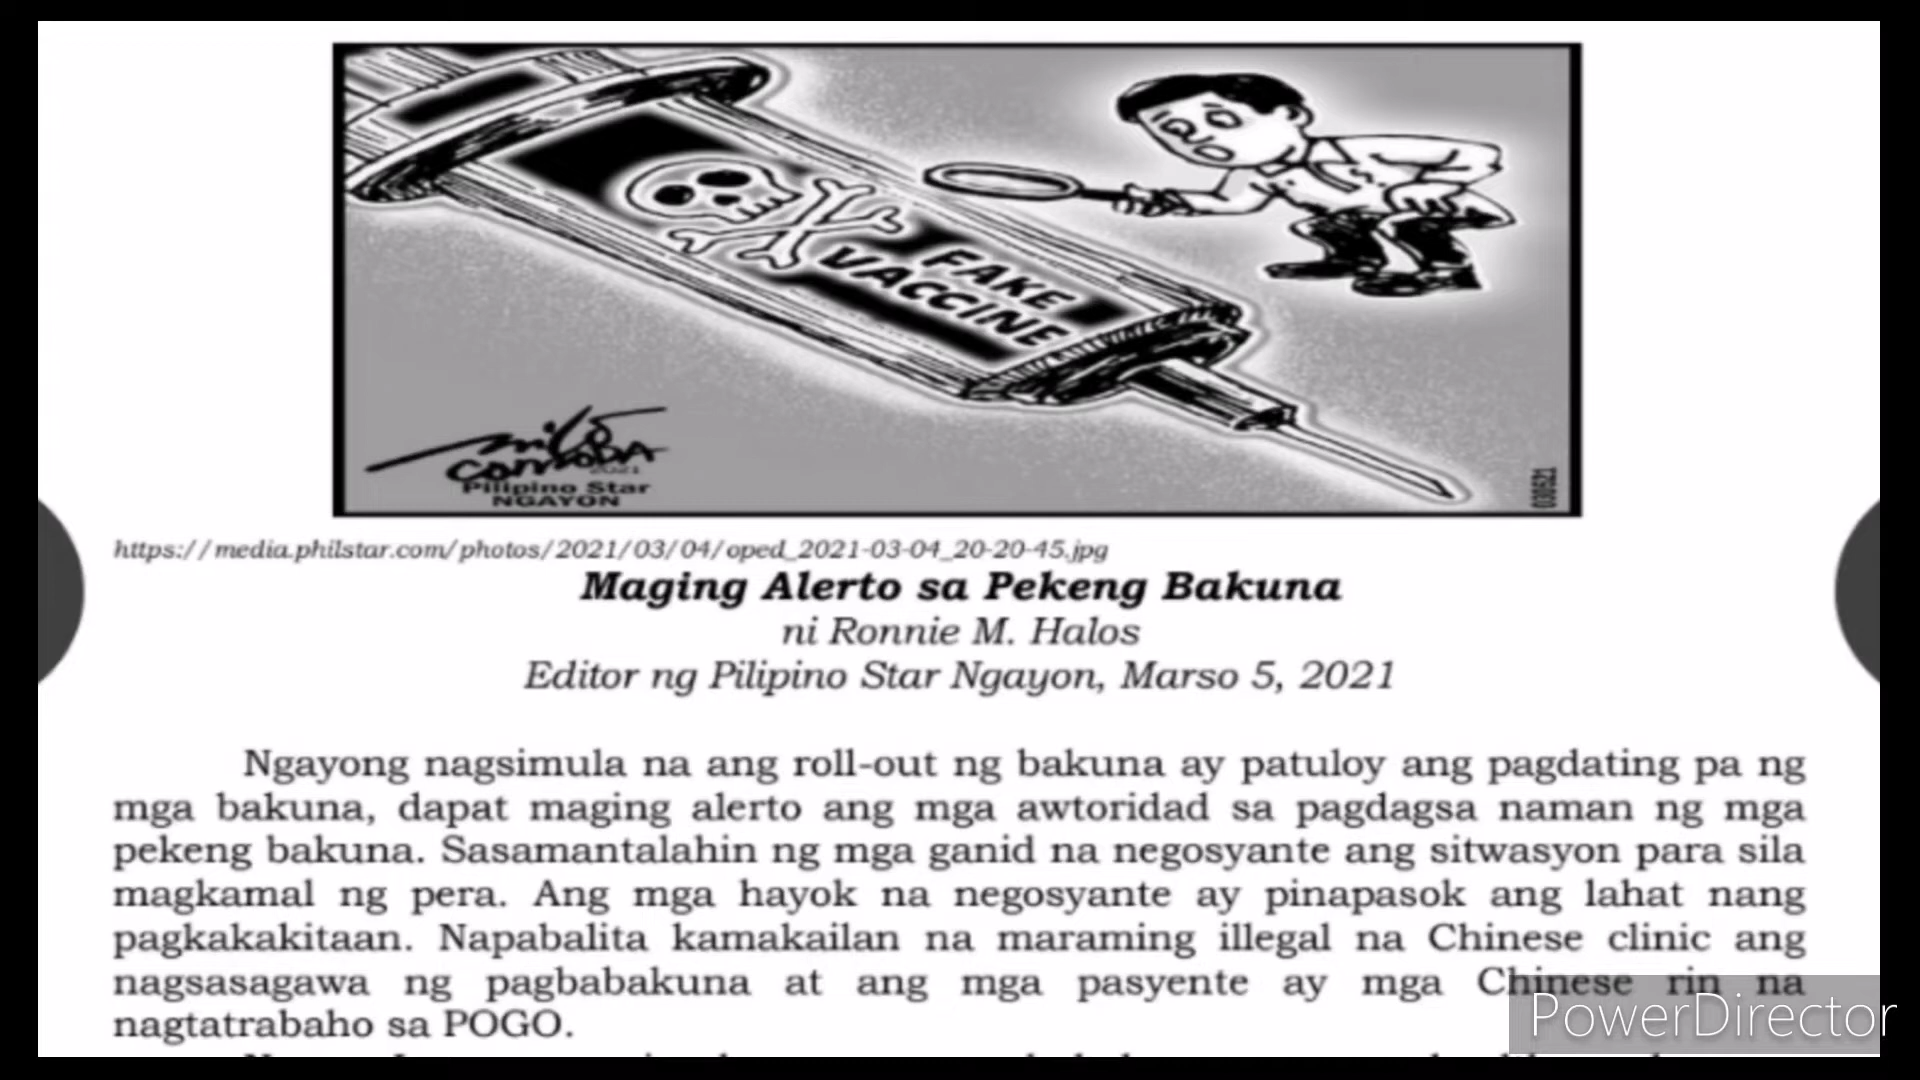 FAKE
VACCINE
2021
Pilipino Star
NGAYON
030521
https://media.philstar.com/photos/2021/03/04/oped_2021-03-04_20-20-45.jpg
Maging Alerto sa Pekeng Bakuna
ni Ronnie M. Halos
Editor ng Pilipino Star Ngayon, Marso 5, 2021
Ngayong nagsimula na ang roll-out ng bakuna ay patuloy ang pagdating pa ng
mga bakuna, dapat maging alerto ang mga awtoridad sa pagdagsa naman ng mga
pekeng bakuna. Sasamantalahin ng mga ganid na negosyante ang sitwasyon para sila
magkamal ng pera. Ang mga hayok na negosyante ay pinapasok ang lahat nang
pagkakakitaan. Napabalita kamakailan na maraming illegal na Chinese clinic ang
nagsasagawa ng pagbabakuna at ang mga pasyente ay mga Chinese rin na
nagtatrabaho sa POGO.
PowerDirector